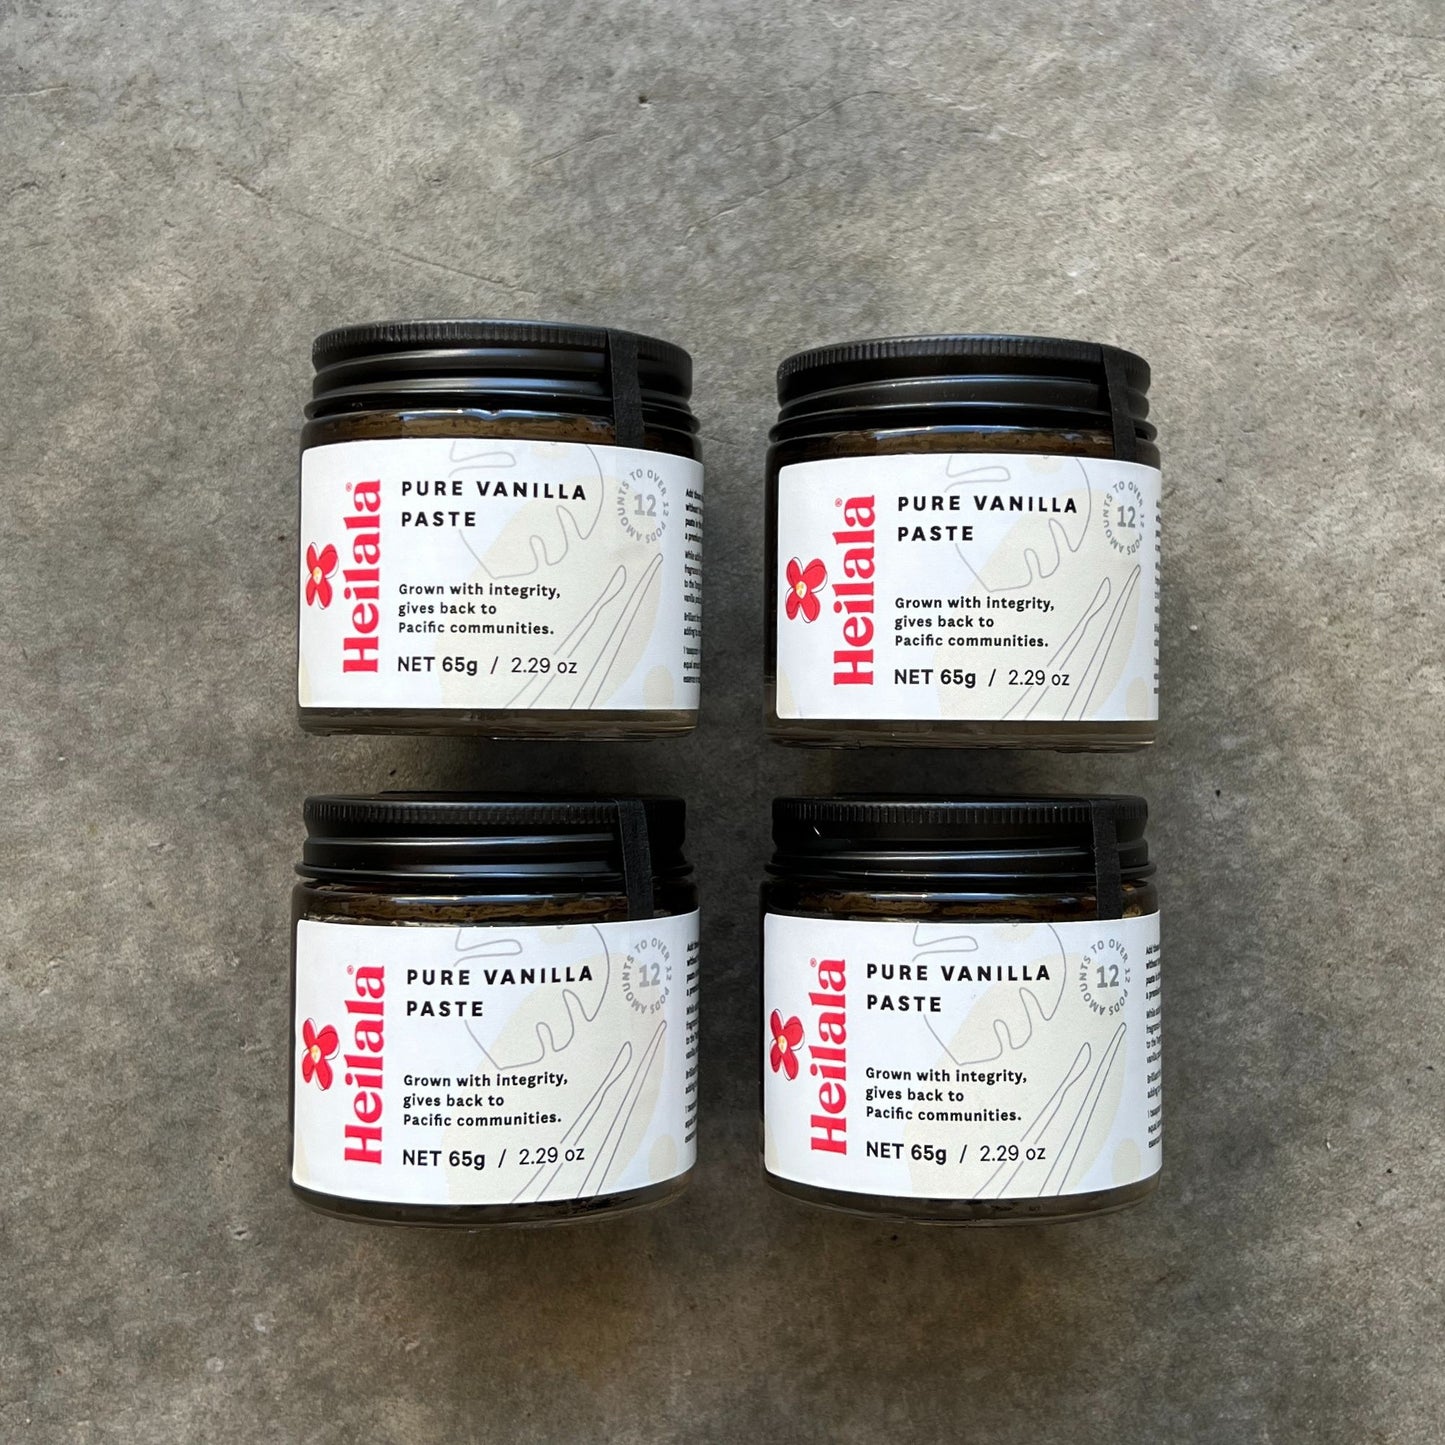 Heilala®
PURE VANILLA
PASTE
AMOUNTS TO OVER 12 PODS
12
Grown with integrity,
gives back to
Pacific communities.
NET 65g / 2.29 oz
Heilala®
PURE VANILLA
PASTE
AMOUNTS TO OVER 12 PODS
12
Grown with integrity,
gives back to
Pacific communities.
NET 65g / 2.29 oz
Heilala®
PURE VANILLA
PASTE
AMOUNTS TO OVER 12 PODS
12
Grown with integrity,
gives back to
Pacific communities.
NET 65g / 2.29 oz
Heilala®
PURE VANILLA
PASTE
AMOUNTS TO OVER 12 PODS
12
Grown with integrity,
gives back to
Pacific communities.
NET 65g / 2.29 oz